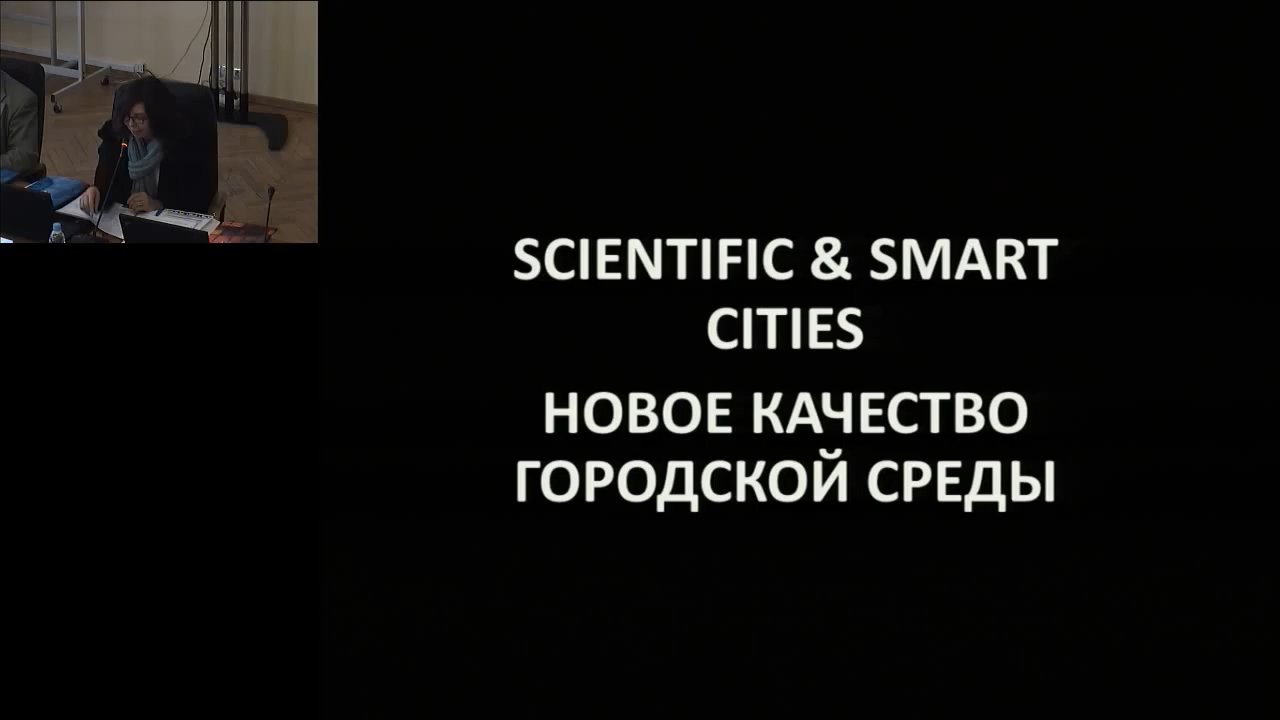 SCIENTIFIC & SMART
CITIES
НОВОЕ КАЧЕСТВО
ГОРОДСКОЙ СРЕДЫ